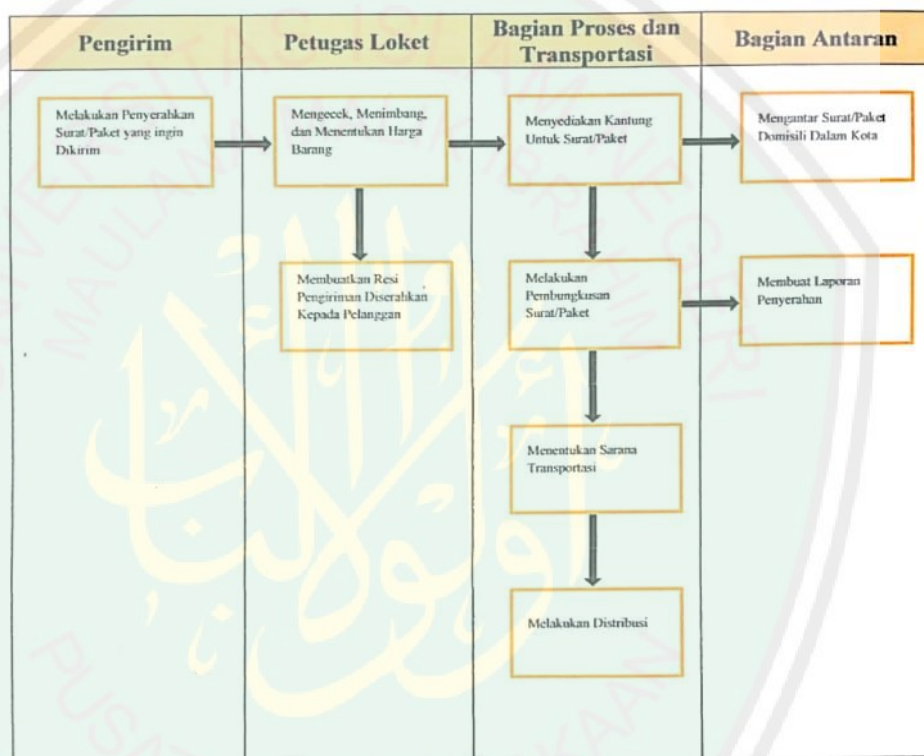 Pengirim
Petugas Loket
Bagian Proses dan
Transportasi
Bagian Antaran
Melakukan Penyerahkan
Surat/Paket yang ingin
Dikirim
Mengecek, Menimbang,
dan Menentukan Harga
Barang
Menyediakan Kantung
Untuk Surat/Paket
Mengantar Surat/Paket
Domisili Dalam Kota
Membuatkan Resi
Pengiriman Diserahkan
Kepada Pelanggan
Melakukan
Pembungkusan
Surat/Paket
Membuat Laporan
Penyerahan
Menentukan Sarana
Transportasi
Melakukan Distribusi